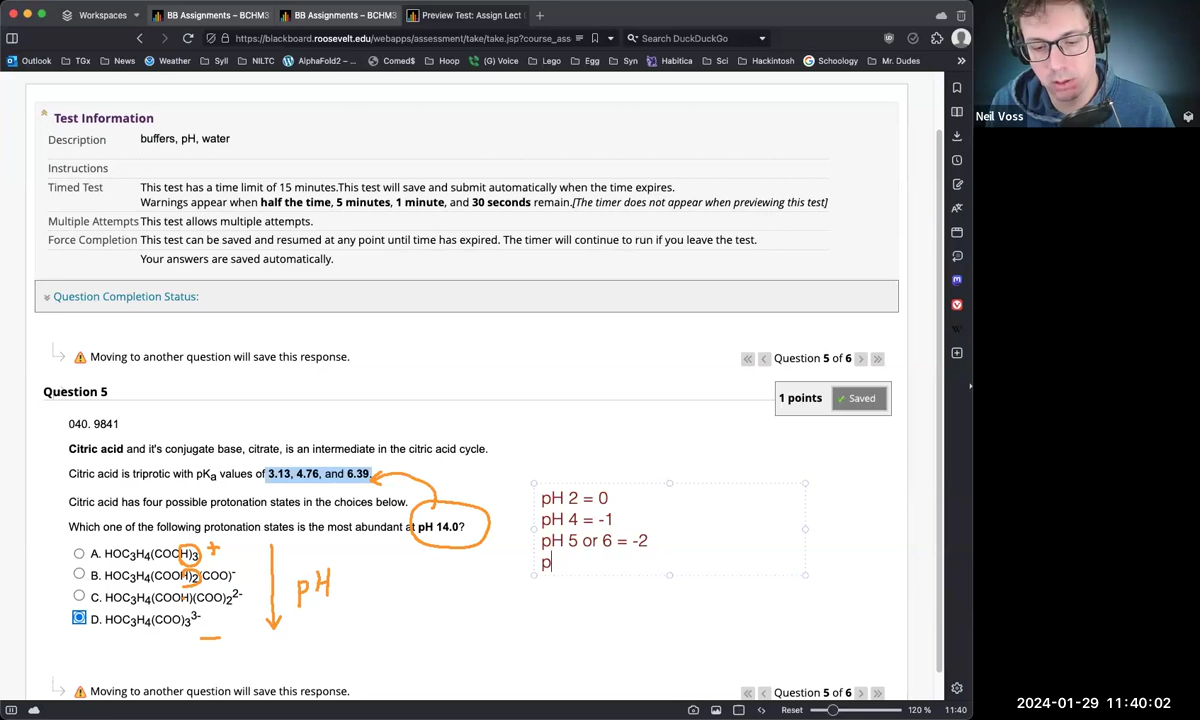 Workspaces
BB Assignments – BCHM3
BB Assignments – BCHM3
Preview Test: Assign Lect
https://blackboard.roosevelt.edu/webapps/assessment/take/take.jsp?course_ass
Search DuckDuckGo
Outlook TGx News Weather Syll NILTC AlphaFold2 – ... Comed$ Hoop (G) Voice Lego Egg Syn Habitica Sci Hackintosh Schoology Mr. Dudes
Neil Voss
Test Information
Description buffers, pH, water
Instructions
Timed Test This test has a time limit of 15 minutes.This test will save and submit automatically when the time expires.
Warnings appear when half the time, 5 minutes, 1 minute, and 30 seconds remain.[The timer does not appear when previewing this test]
Multiple Attempts This test allows multiple attempts.
Force Completion This test can be saved and resumed at any point until time has expired. The timer will continue to run if you leave the test.
Your answers are saved automatically.
Question Completion Status:
Moving to another question will save this response.
Question 5 of 6
Question 5
1 points Saved
040. 9841
Citric acid and it's conjugate base, citrate, is an intermediate in the citric acid cycle.
Citric acid is triprotic with pKa values of 3.13, 4.76, and 6.39.
Citric acid has four possible protonation states in the choices below.
Which one of the following protonation states is the most abundant at pH 14.0?
A. HOC3H4(COOH)3
+
B. HOC3H4(COOH)2(COO)-
C. HOC3H4(COOH)(COO)2 2-
D. HOC3H4(COO)3 3-
–
pH
pH 2 = 0
pH 4 = -1
pH 5 or 6 = -2
p
Moving to another question will save this response.
Question 5 of 6
Reset 120 % 11:40
2024-01-29 11:40:02